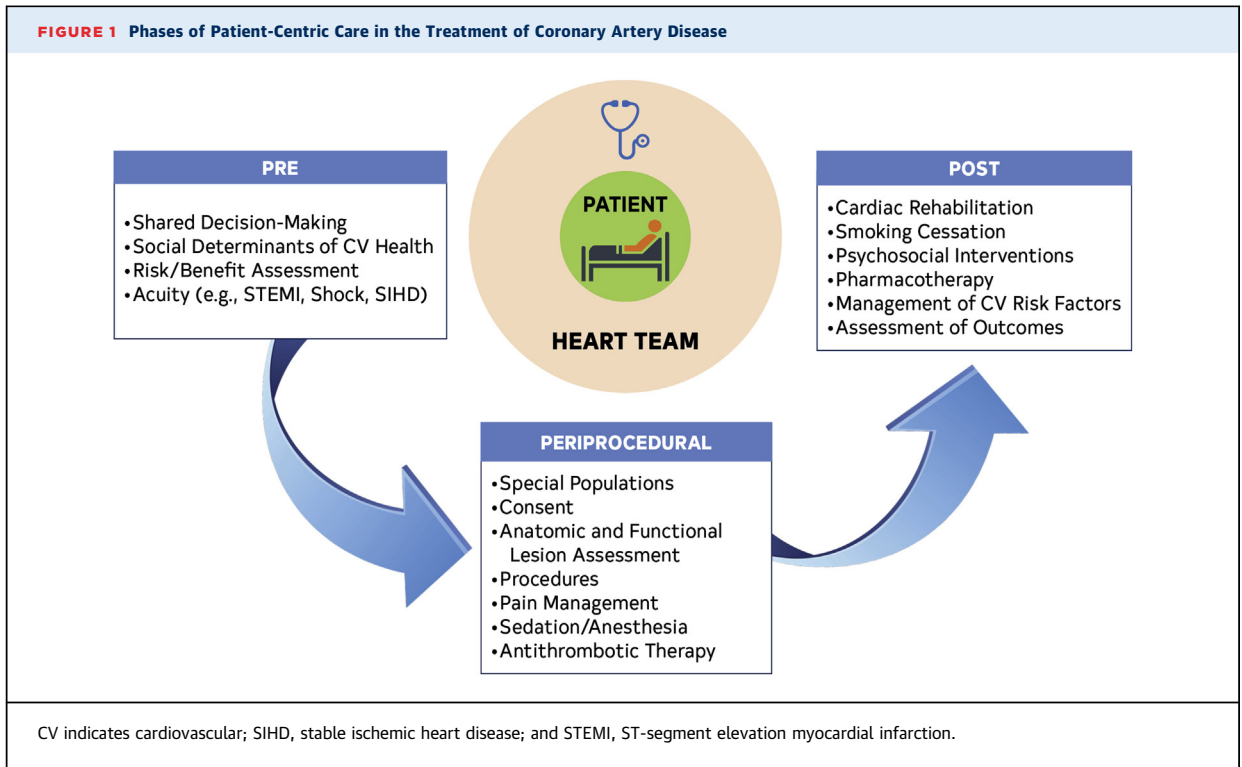 FIGURE 1 Phases of Patient-Centric Care in the Treatment of Coronary Artery Disease
PRE
•Shared Decision-Making
•Social Determinants of CV Health
•Risk/Benefit Assessment
•Acuity (e.g., STEMI, Shock, SIHD)
PATIENT
HEART TEAM
POST
•Cardiac Rehabilitation
•Smoking Cessation
•Psychosocial Interventions
•Pharmacotherapy
•Management of CV Risk Factors
•Assessment of Outcomes
PERIPROCEDURAL
•Special Populations
•Consent
•Anatomic and Functional
Lesion Assessment
•Procedures
•Pain Management
•Sedation/Anesthesia
•Antithrombotic Therapy
CV indicates cardiovascular; SIHD, stable ischemic heart disease; and STEMI, ST-segment elevation myocardial infarction.